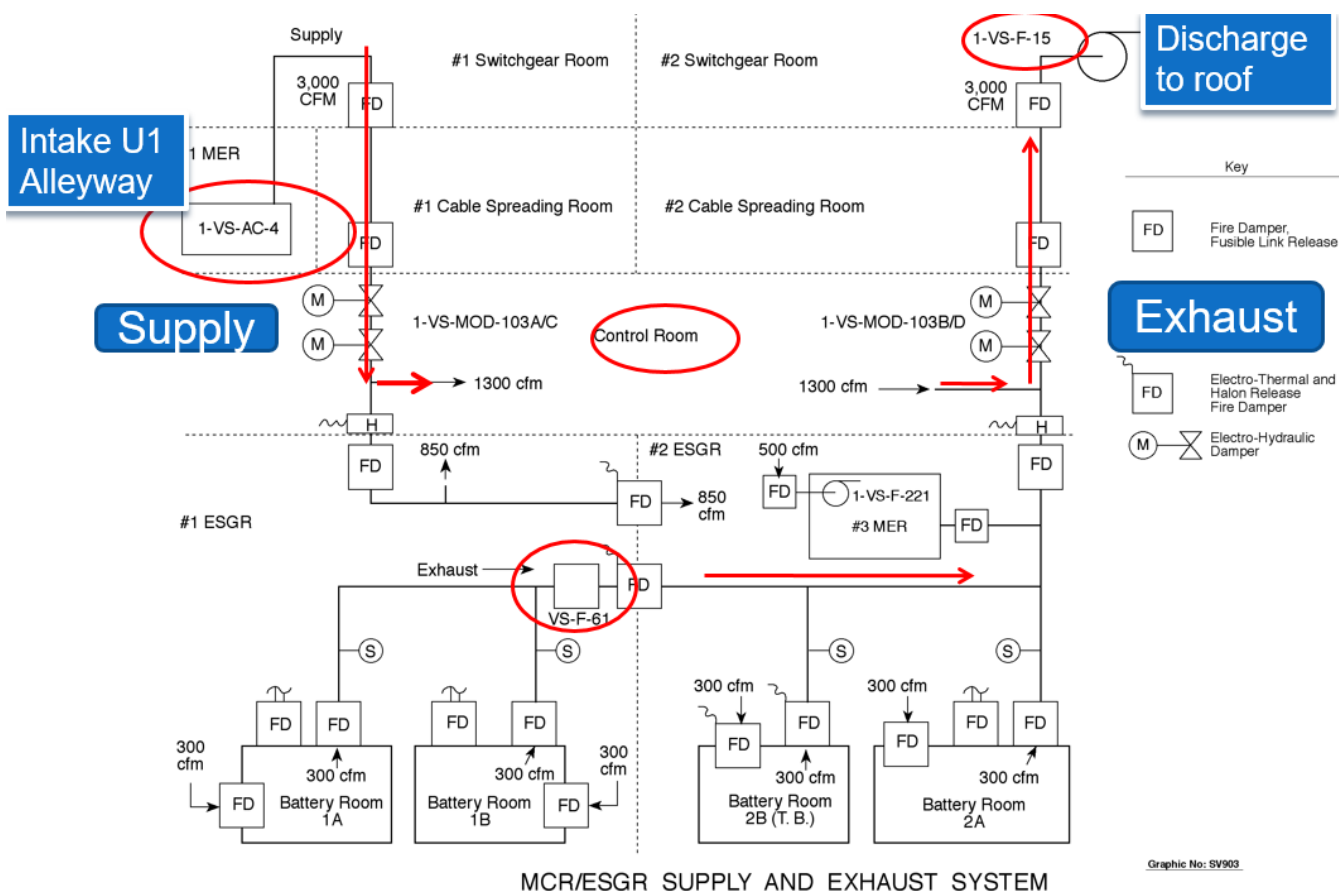 Supply
#1 Switchgear Room
#2 Switchgear Room
1-VS-F-15
Discharge
to roof
3,000
CFM
FD
3,000
CFM
FD
Intake U1
Alleyway
1 MER
1-VS-AC-4
#1 Cable Spreading Room
#2 Cable Spreading Room
FD
FD
Key
FD
Fire Damper,
Fusible Link Release
Supply
M
M
1-VS-MOD-103A/C
Control Room
1-VS-MOD-103B/D
M
M
Exhaust
1300 cfm
1300 cfm
FD
Electro-Thermal and
Halon Release
Fire Damper
M
Electro-Hydraulic
Damper
H
H
850 cfm
#2 ESGR
500 cfm
FD
FD
850
cfm
FD
1-VS-F-221
#3 MER
FD
FD
#1 ESGR
Exhaust
VS-F-61
FD
S
S
S
S
FD
FD
FD
FD
300 cfm
FD
FD
300 cfm
FD
FD
FD
300
cfm
FD
300 cfm
Battery Room
1A
300 cfm
Battery Room
1B
FD
300
cfm
300 cfm
Battery Room
2B (T. B.)
300 cfm
Battery Room
2A
Graphic No: SV903
MCR/ESGR SUPPLY AND EXHAUST SYSTEM